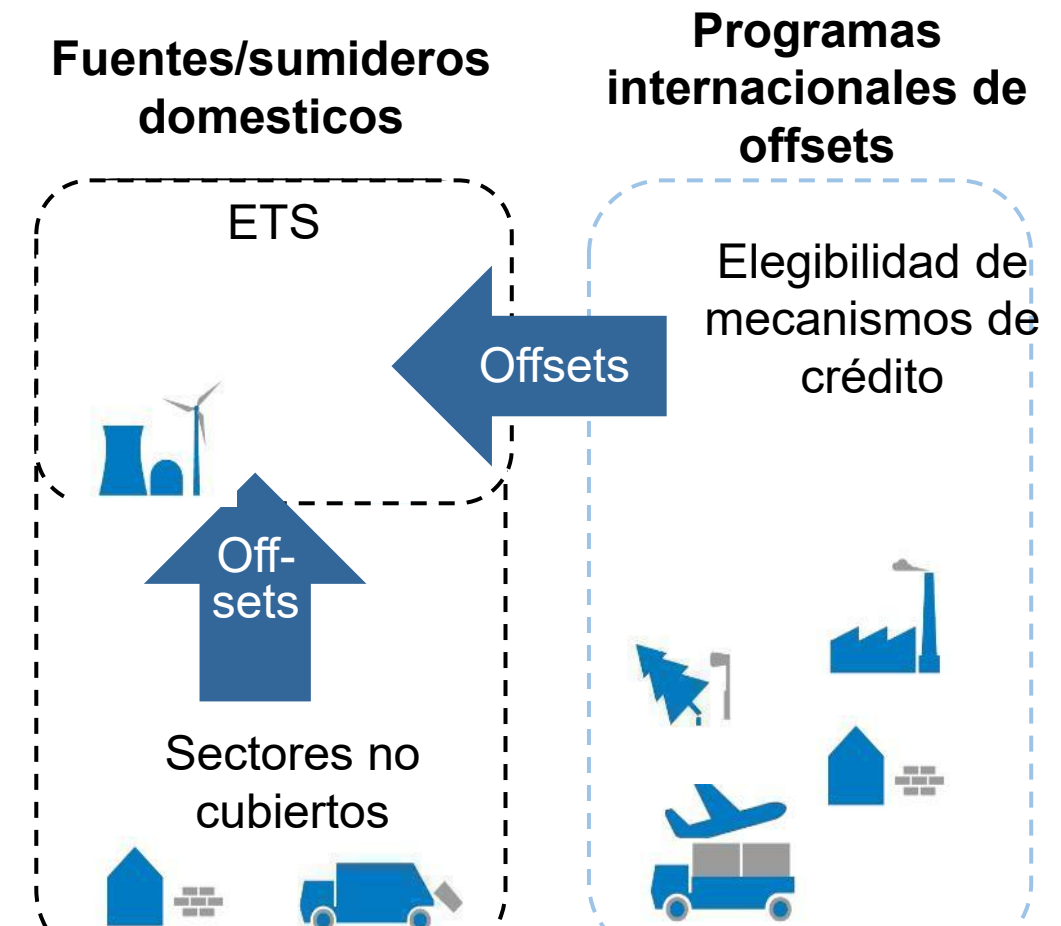 Fuentes/sumideros
domesticos
Programas
internacionales de
offsets
ETS
Elegibilidad de
mecanismos de
crédito
Offsets
Off-
sets
Sectores no
cubiertos